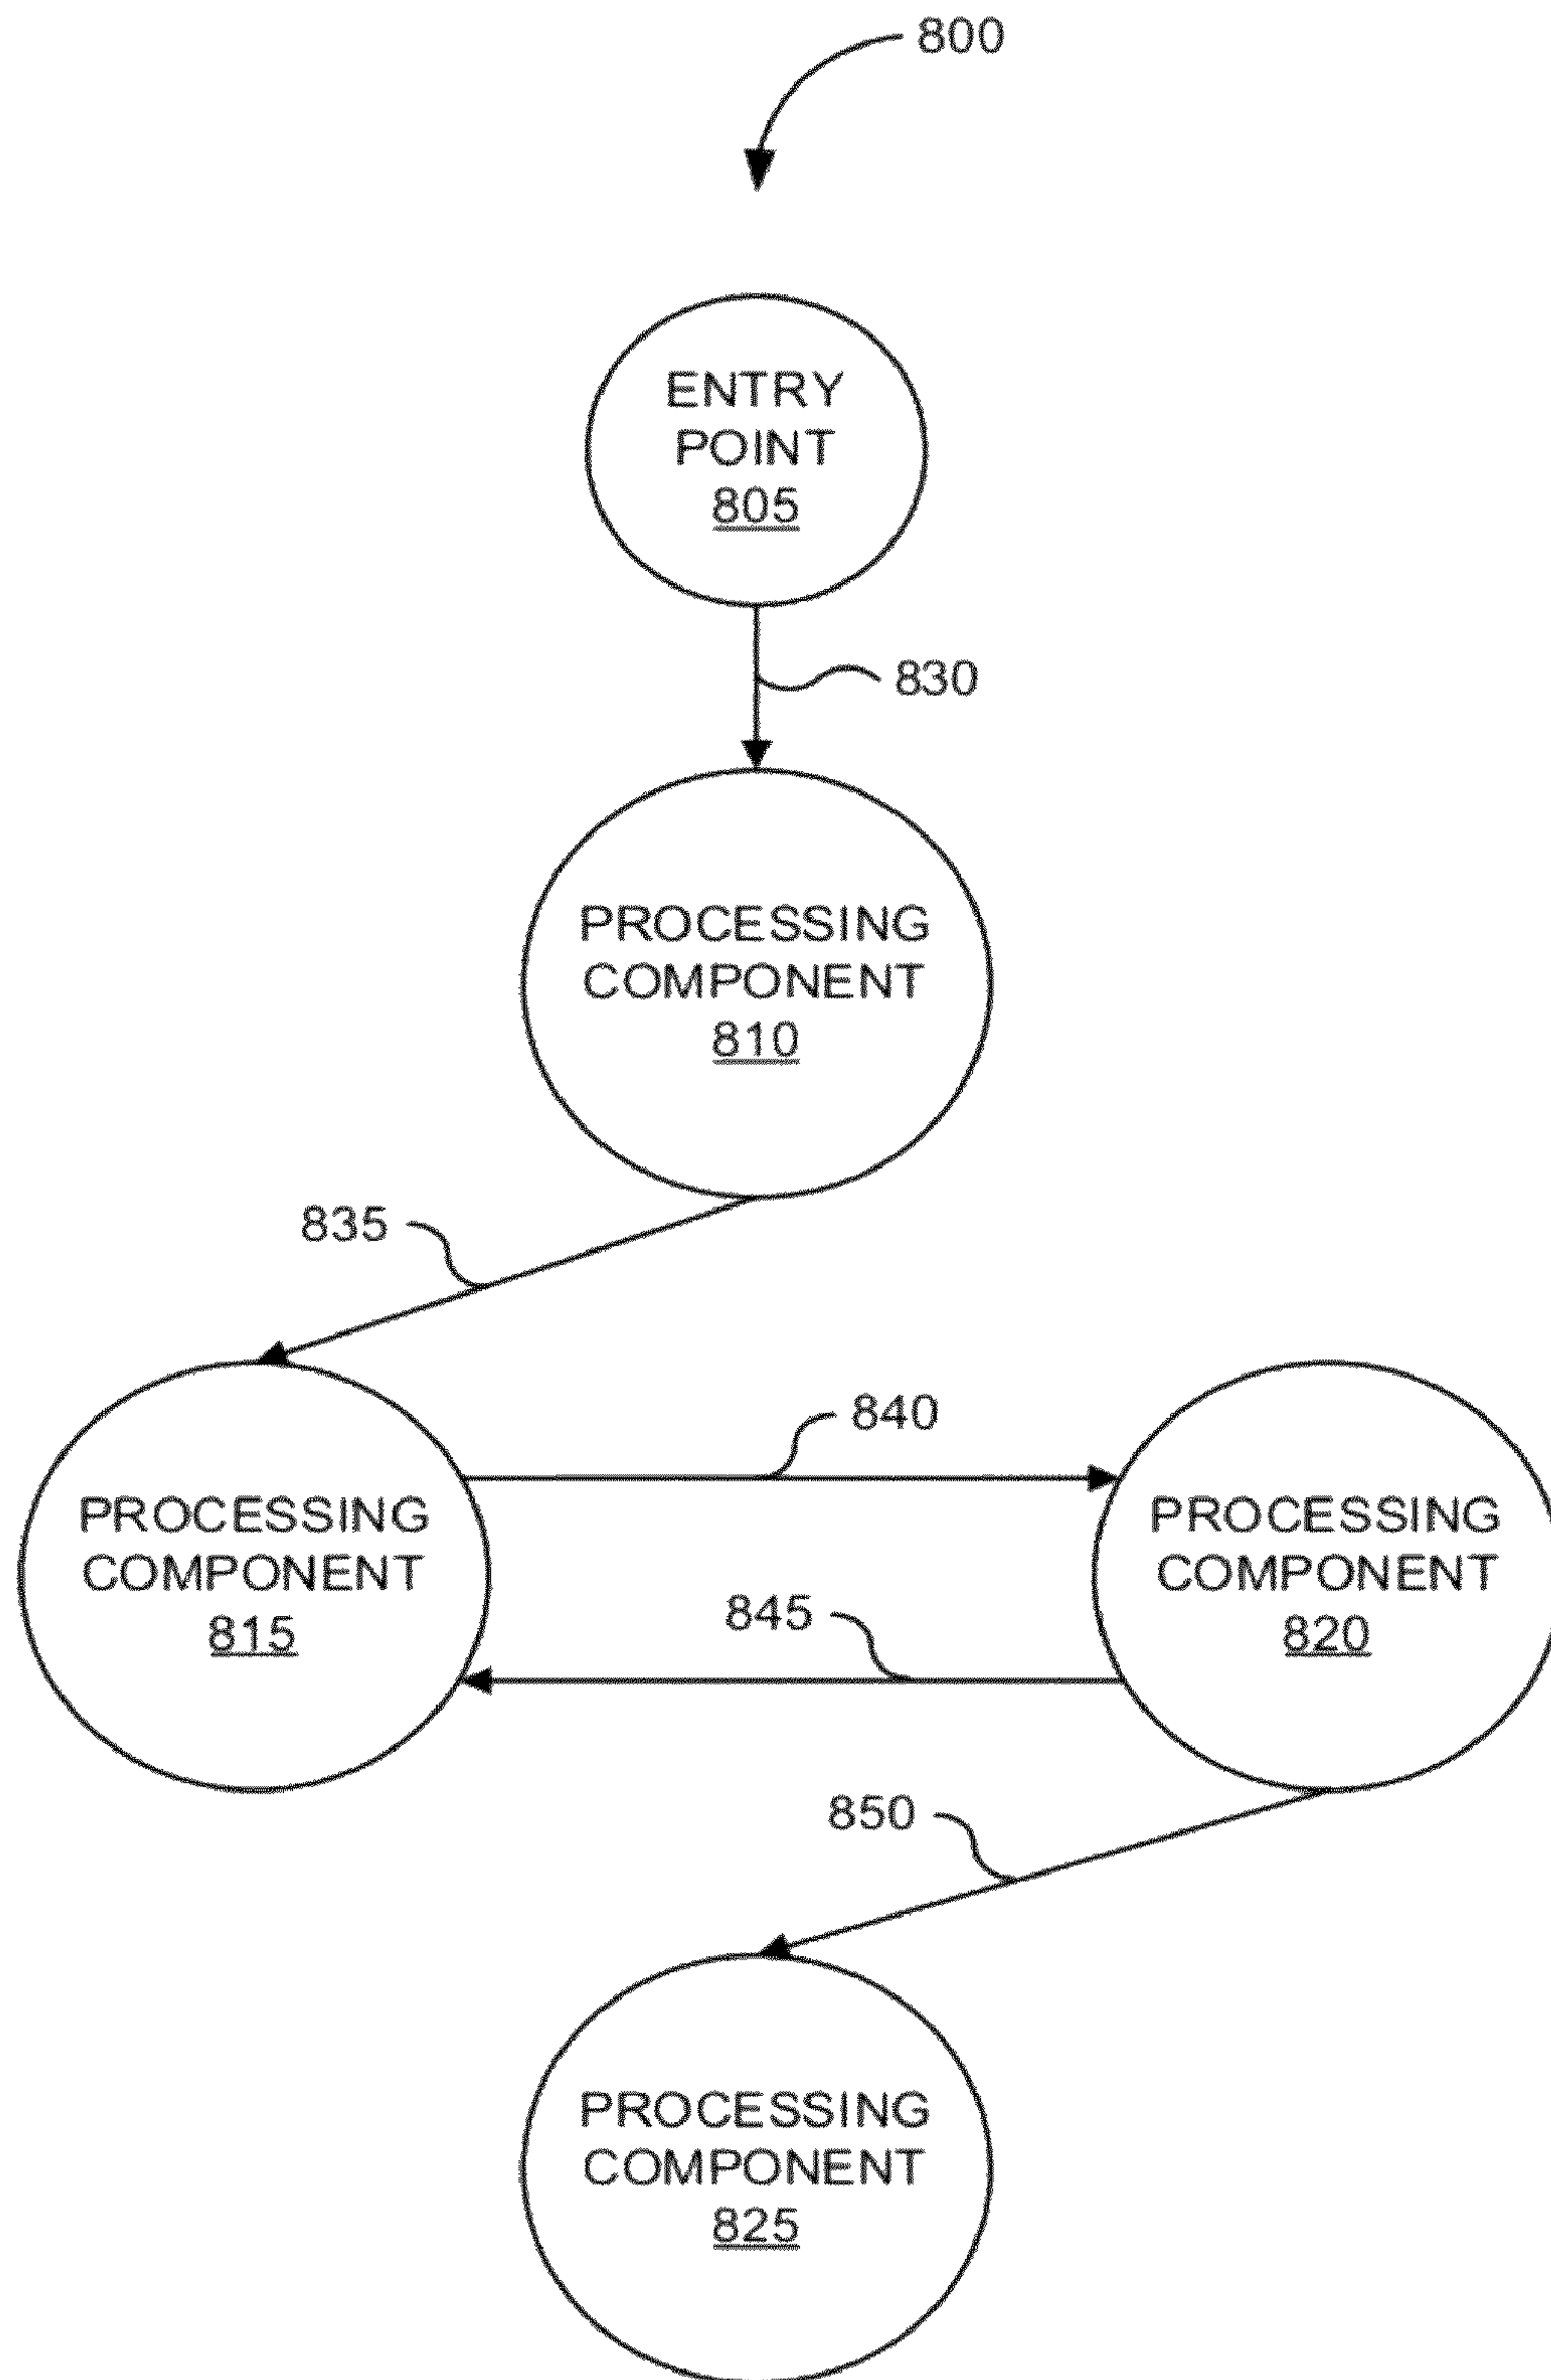 800
ENTRY
POINT
805
830
PROCESSING
COMPONENT
810
835
840
PROCESSING
COMPONENT
815
PROCESSING
COMPONENT
820
845
850
PROCESSING
COMPONENT
825